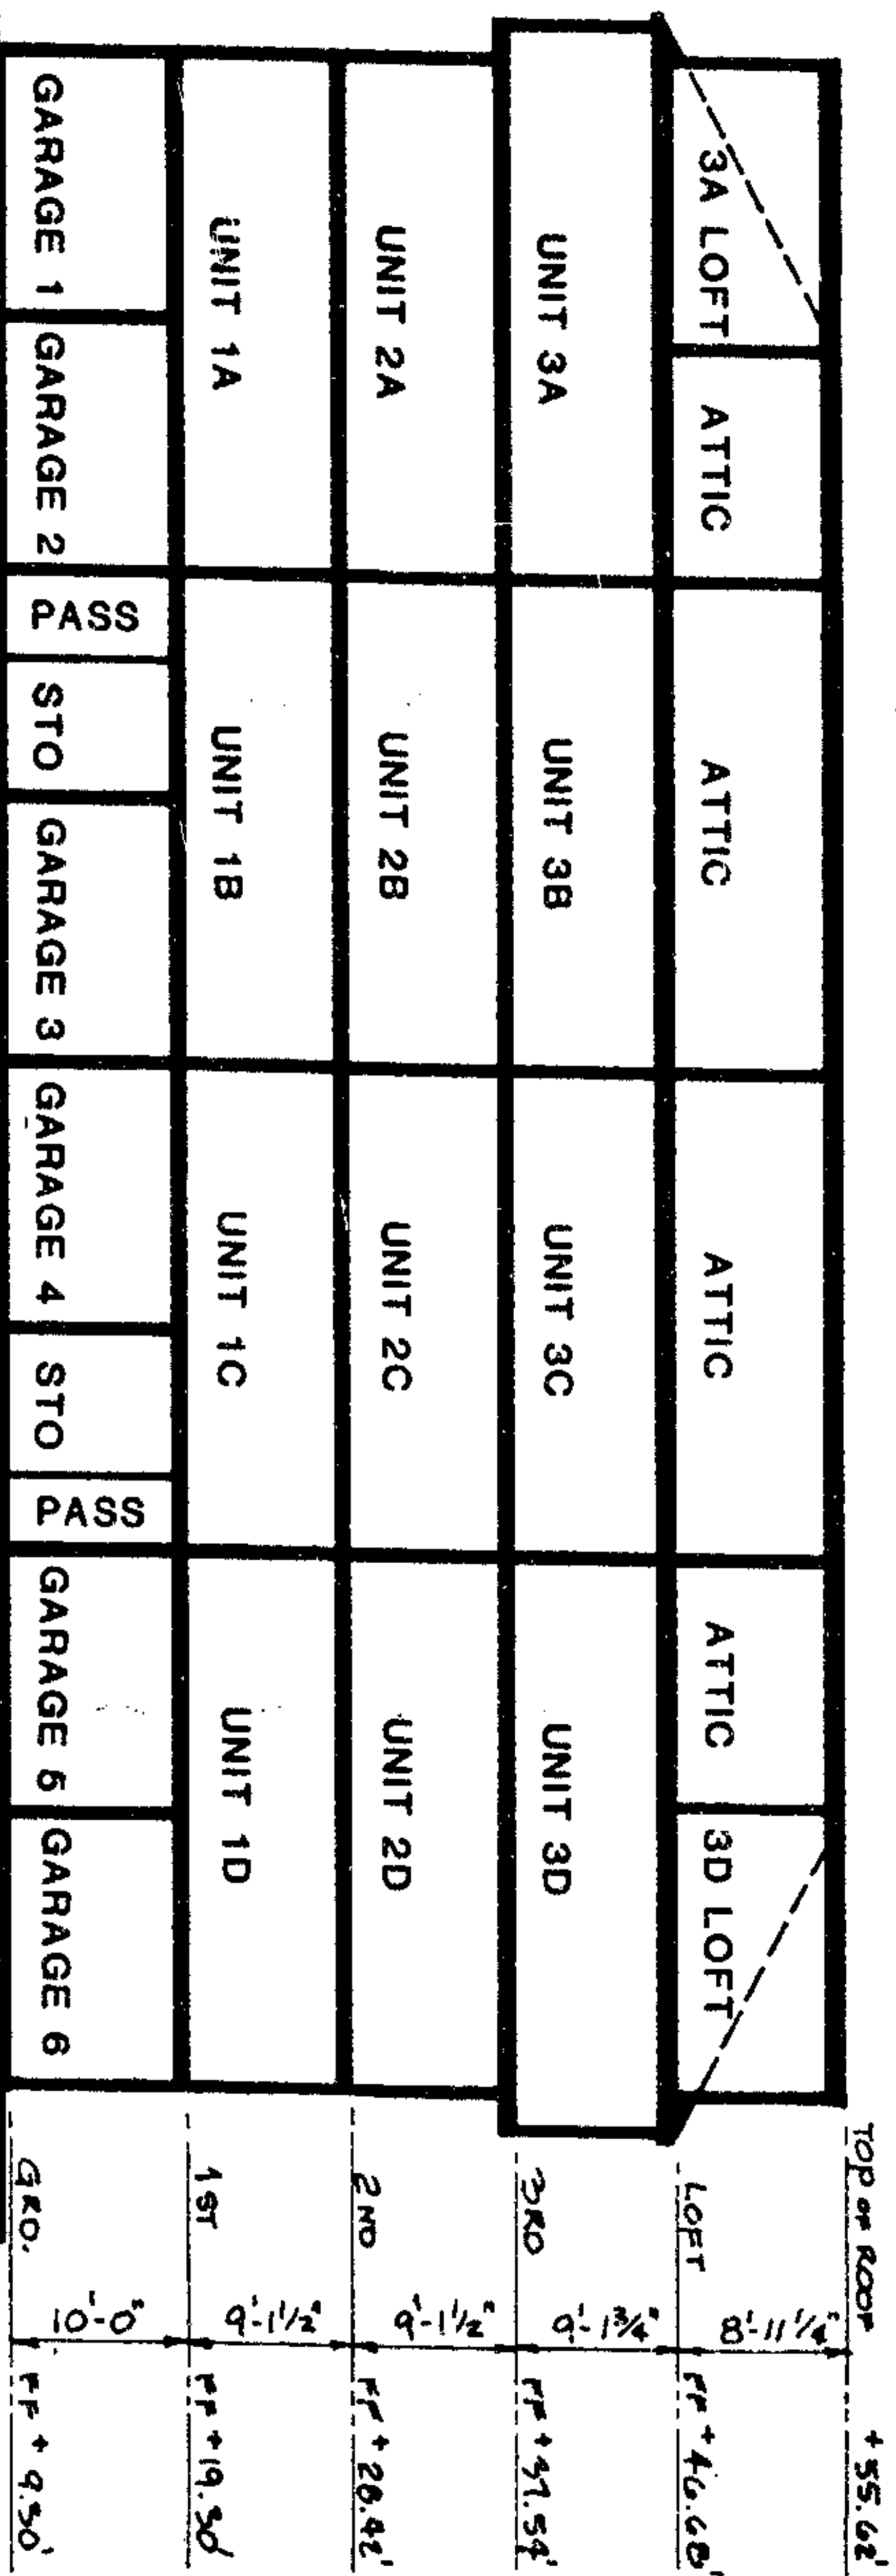 TOP OF ROOF +55.62'
8'-11 1/4"
3A LOFT ATTIC ATTIC ATTIC ATTIC 3D LOFT
LOFT FF +46.68'
9'-1 3/4"
UNIT 3A UNIT 3B UNIT 3C UNIT 3D
3RD FF +37.54'
9'-1 1/2"
UNIT 2A UNIT 2B UNIT 2C UNIT 2D
2ND FF +28.42'
9'-1 1/2"
UNIT 1A UNIT 1B UNIT 1C UNIT 1D
1ST FF +19.30'
10'-0"
GARAGE 1 GARAGE 2 PASS STO GARAGE 3 GARAGE 4 STO PASS GARAGE 5 GARAGE 6
GRD. FF +9.30'